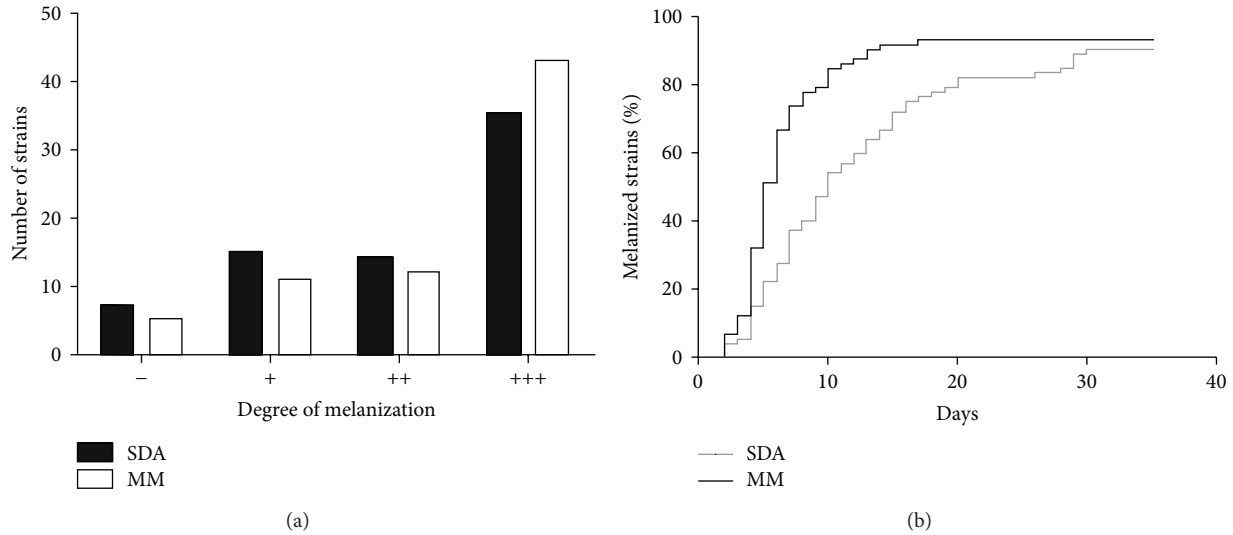 50
40
30
20
10
0
Number of strains
−
+
++
+++
Degree of melanization
SDA
MM
(a)
100
80
60
40
20
0
Melanized strains (%)
0
10
20
30
40
Days
SDA
MM
(b)